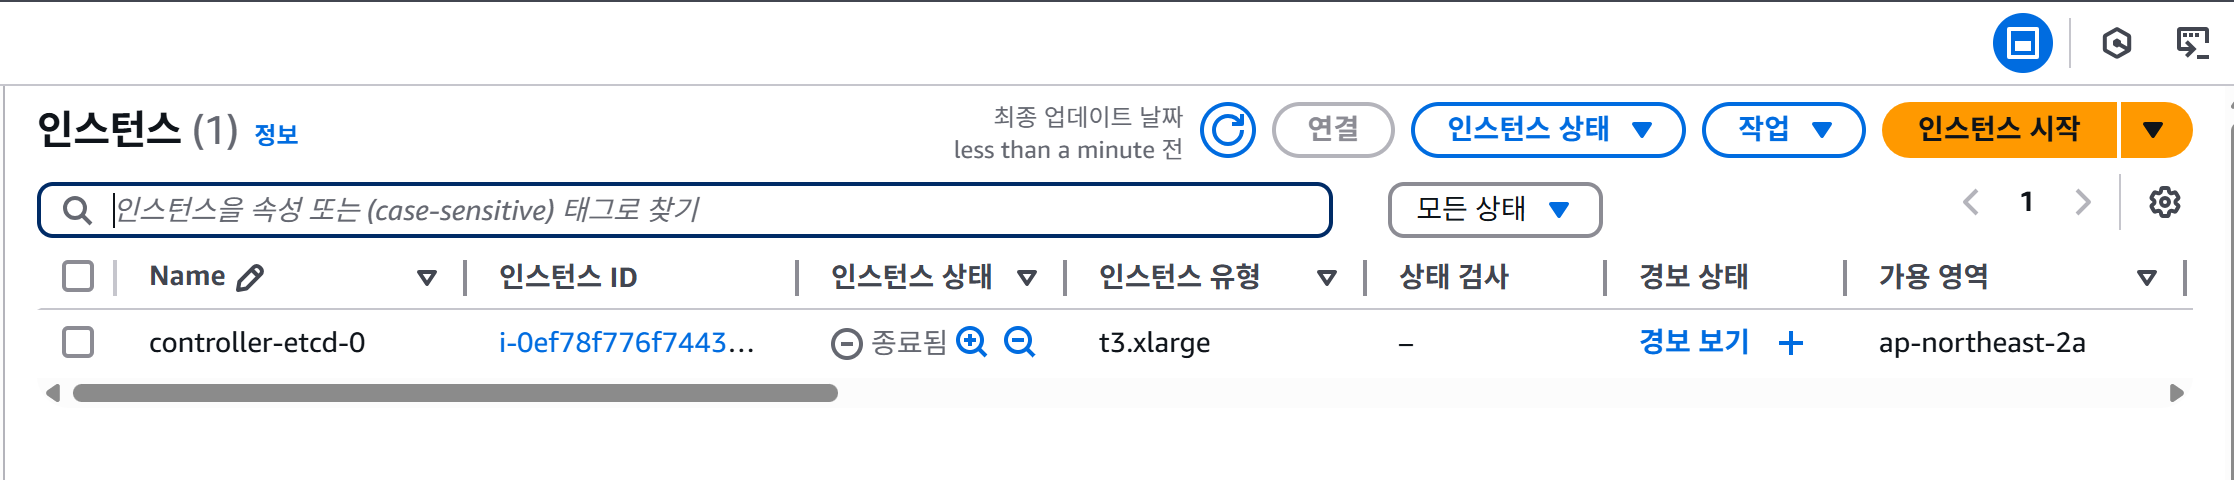 인스턴스 (1) 정보
최종 업데이트 날짜
less than a minute 전
연결
인스턴스 상태
작업
인스턴스 시작
인스턴스을 속성 또는 (case-sensitive) 태그로 찾기
모든 상태
1
Name 인스턴스 ID 인스턴스 상태 인스턴스 유형 상태 검사 경보 상태 가용 영역
controller-etcd-0 i-0ef78f776f7443... 종료됨 t3.xlarge – 경보 보기 + ap-northeast-2a